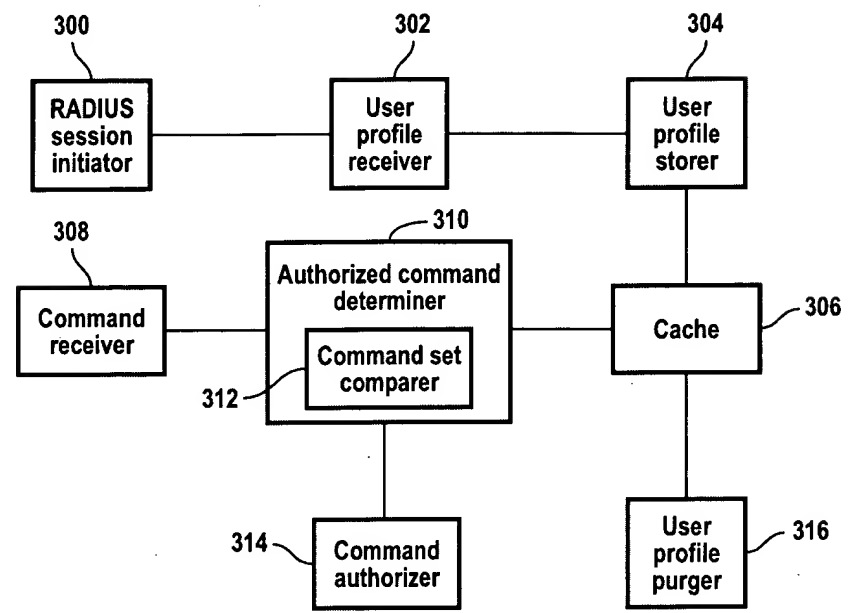 300
302
304
RADIUS
session
initiator
User
profile
receiver
User
profile
storer
308
310
Command
receiver
Authorized command
determiner
312
Command set
comparer
Cache
306
314
Command
authorizer
User
profile
purger
316